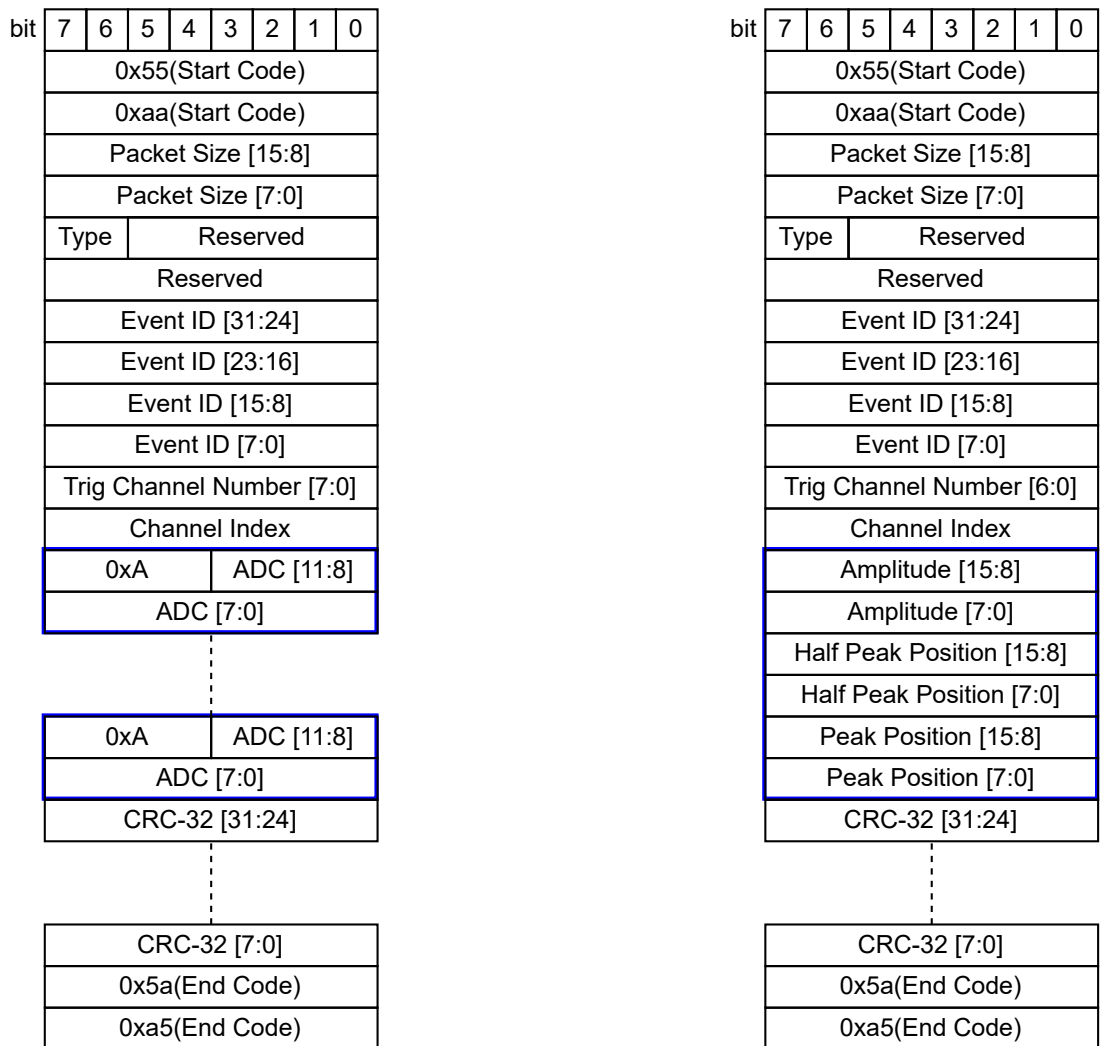 bit 7 6 5 4 3 2 1 0
0x55(Start Code)
0xaa(Start Code)
Packet Size [15:8]
Packet Size [7:0]
Type Reserved
Reserved
Event ID [31:24]
Event ID [23:16]
Event ID [15:8]
Event ID [7:0]
Trig Channel Number [7:0]
Channel Index
0xA ADC [11:8]
ADC [7:0]
0xA ADC [11:8]
ADC [7:0]
CRC-32 [31:24]
CRC-32 [7:0]
0x5a(End Code)
0xa5(End Code)
bit 7 6 5 4 3 2 1 0
0x55(Start Code)
0xaa(Start Code)
Packet Size [15:8]
Packet Size [7:0]
Type Reserved
Reserved
Event ID [31:24]
Event ID [23:16]
Event ID [15:8]
Event ID [7:0]
Trig Channel Number [6:0]
Channel Index
Amplitude [15:8]
Amplitude [7:0]
Half Peak Position [15:8]
Half Peak Position [7:0]
Peak Position [15:8]
Peak Position [7:0]
CRC-32 [31:24]
CRC-32 [7:0]
0x5a(End Code)
0xa5(End Code)